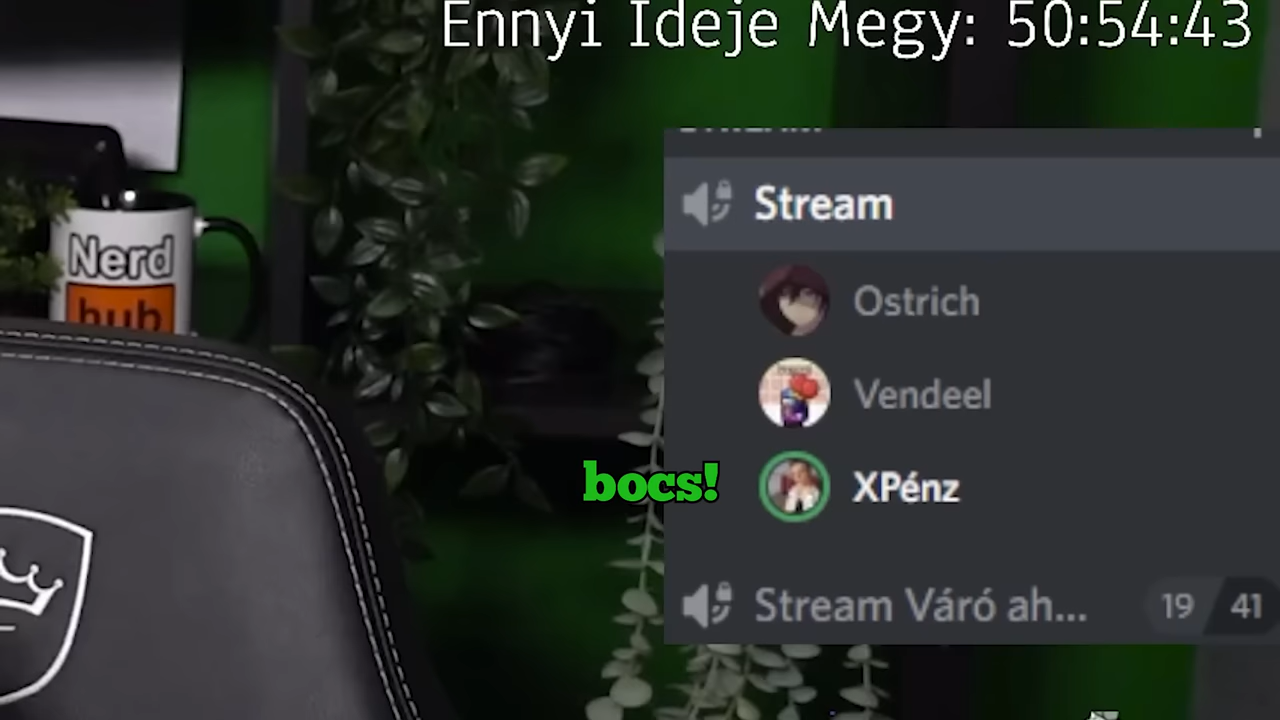 Ennyi Ideje Megy: 50:54:43
Stream
Nerd
hub
Ostrich
Vendeel
bocs!
XPénz
Stream Váró ah...
19 41